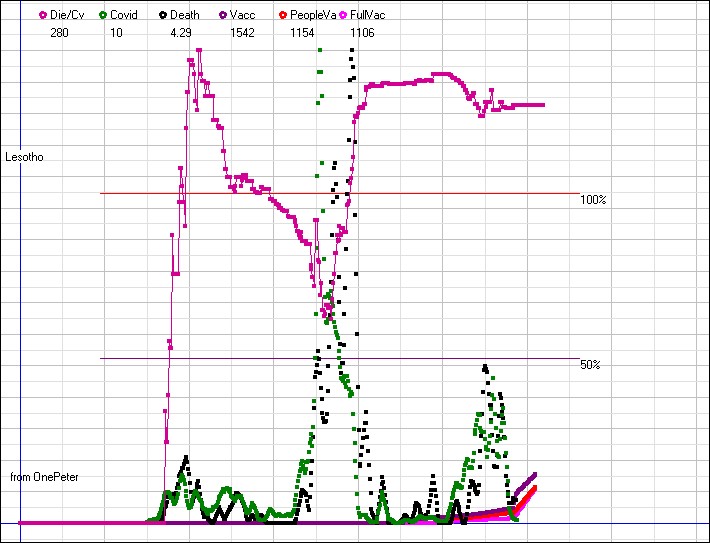 Die/Cv Covid Death Vacc PeopleVa FullVac
280 10 4.29 1542 1154 1106
Lesotho
100%
50%
from OnePeter